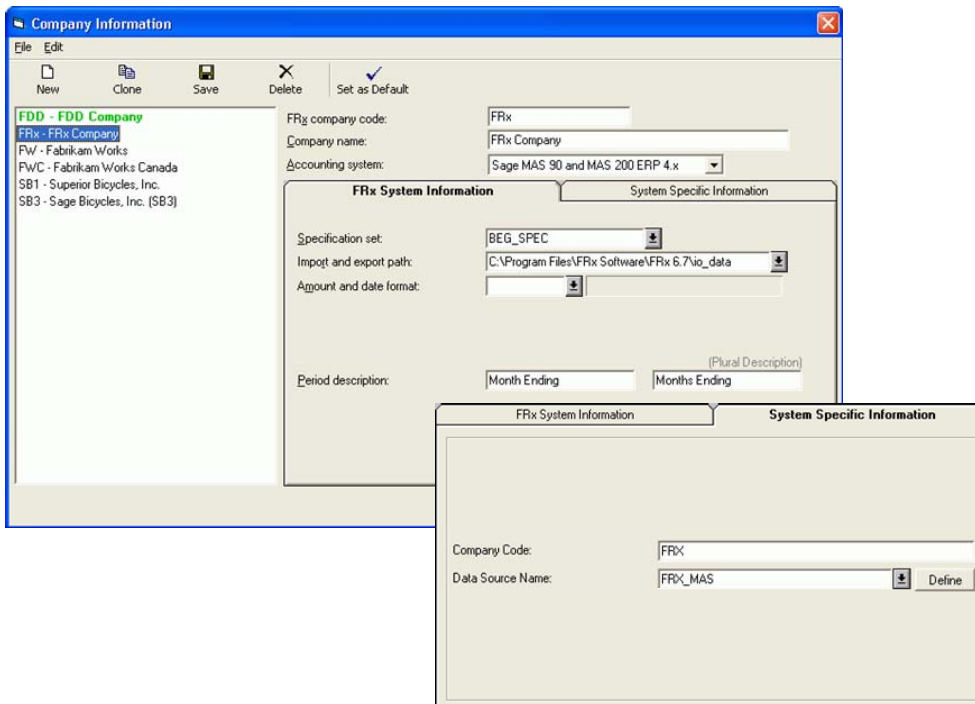 Company Information
File Edit
New Clone Save Delete Set as Default
FDD - FDD Company
FRx - FRx Company
FW - Fabrikam Works
FWC - Fabrikam Works Canada
SB1 - Superior Bicycles, Inc.
SB3 - Sage Bicycles, Inc. (SB3)
FRx company code: FRx
Company name: FRx Company
Accounting system: Sage MAS 90 and MAS 200 ERP 4.x
FRx System Information System Specific Information
Specification set: BEG_SPEC
Import and export path: C:\Program Files\FRx Software\FRx 6.7\io_data
Amount and date format:
(Plural Description)
Period description: Month Ending Months Ending
FRx System Information System Specific Information
Company Code: FRX
Data Source Name: FRX_MAS Define